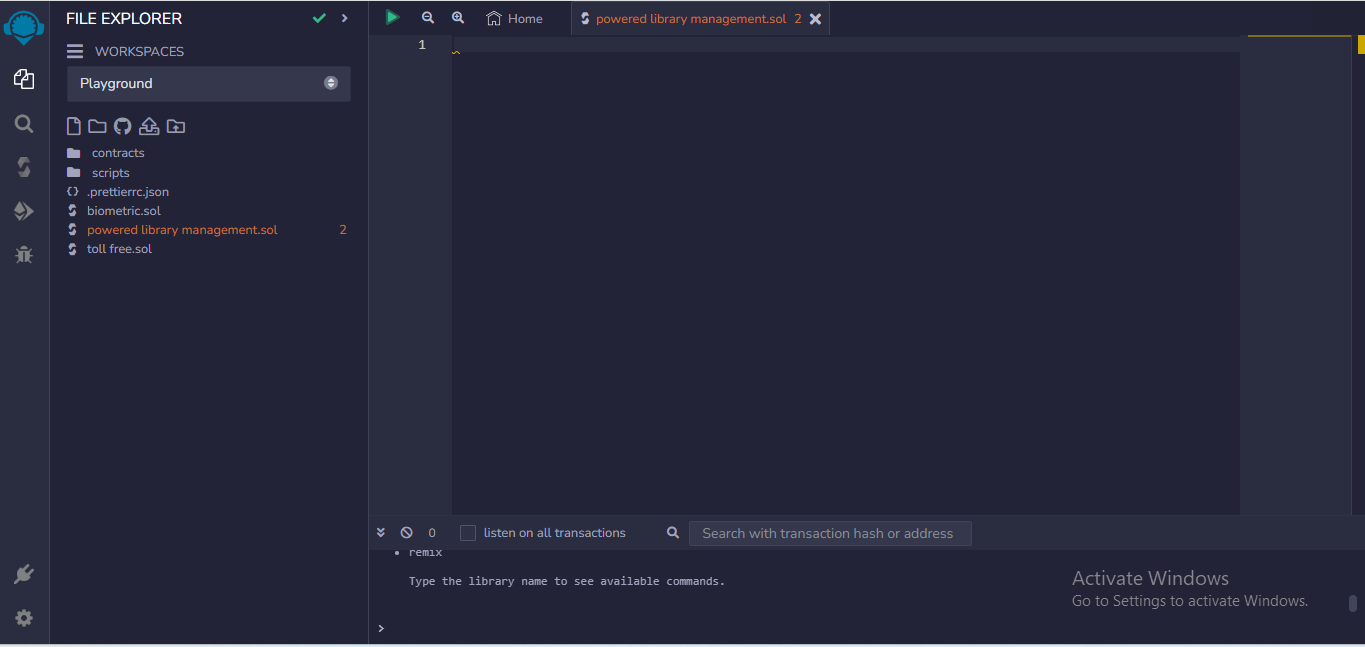 FILE EXPLORER
WORKSPACES
Playground
contracts
scripts
.prettierrc.json
biometric.sol
powered library management.sol 2
toll free.sol
Home
powered library management.sol 2
1
0
listen on all transactions
Search with transaction hash or address
remix
Type the library name to see available commands.
>
Activate Windows
Go to Settings to activate Windows.